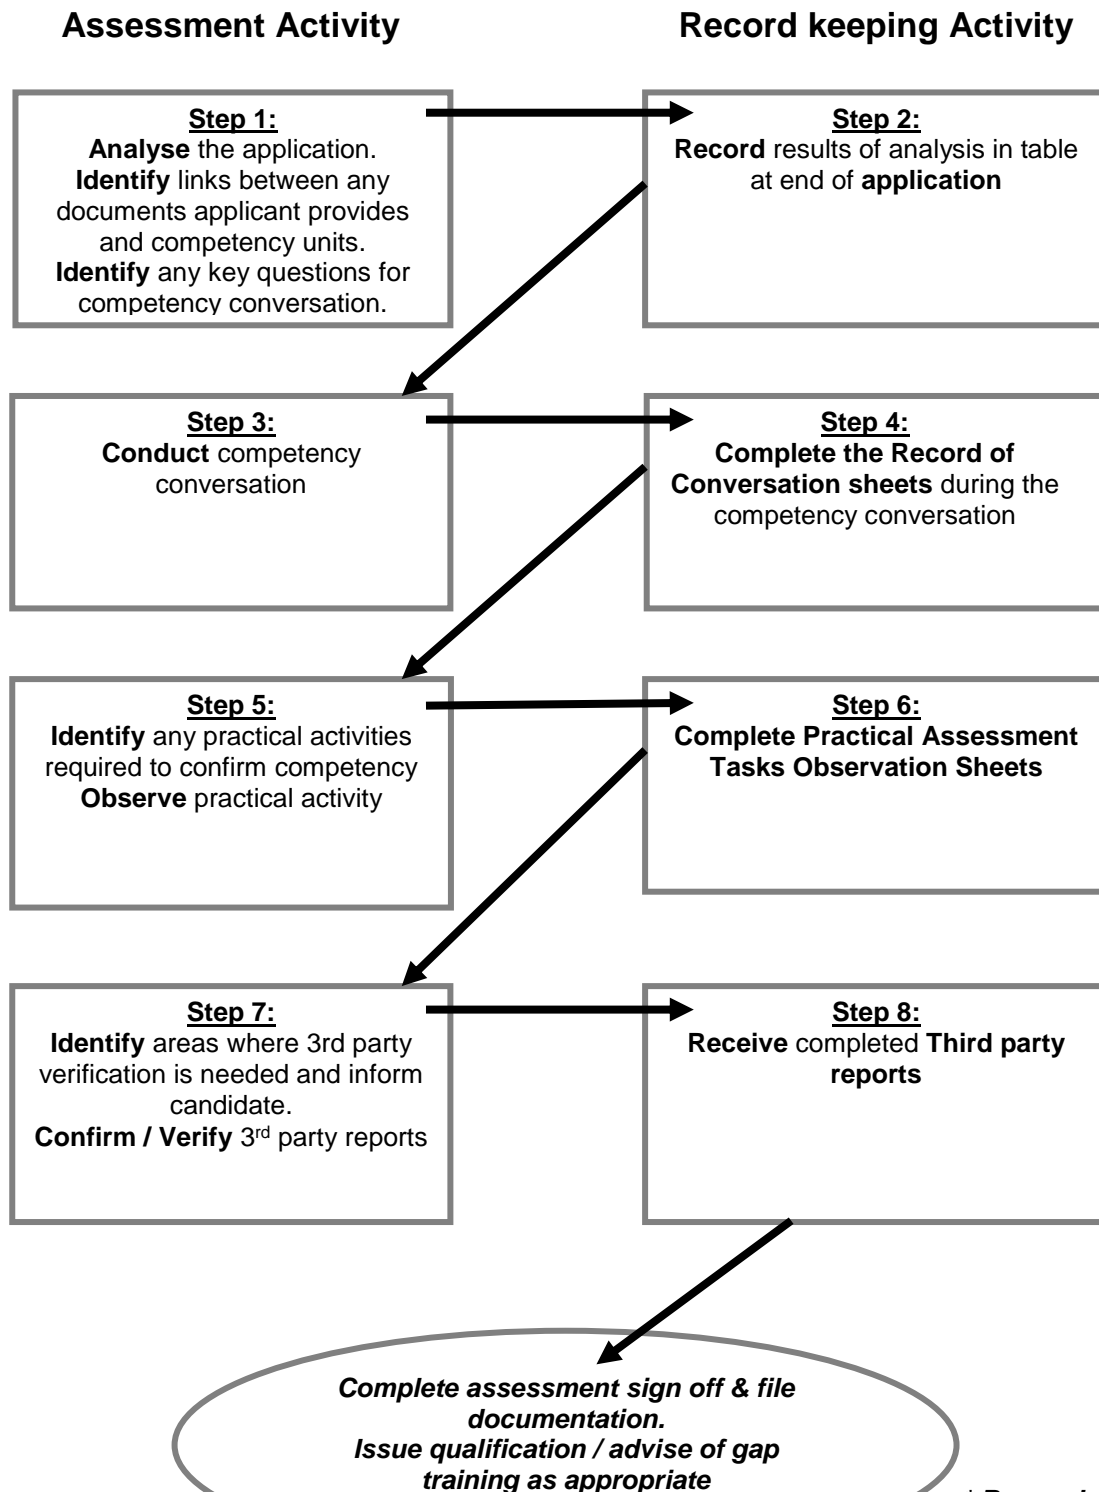 Assessment Activity
Record keeping Activity
Step 1:
Analyse the application.
Identify links between any
documents applicant provides
and competency units.
Identify any key questions for
competency conversation.
Step 2:
Record results of analysis in table
at end of application
Step 3:
Conduct competency
conversation
Step 4:
Complete the Record of
Conversation sheets during the
competency conversation
Step 5:
Identify any practical activities
required to confirm competency
Observe practical activity
Step 6:
Complete Practical Assessment
Tasks Observation Sheets
Step 7:
Identify areas where 3rd party
verification is needed and inform
candidate.
Confirm / Verify 3rd party reports
Step 8:
Receive completed Third party
reports
Complete assessment sign off & file
documentation.
Issue qualification / advise of gap
training as appropriate